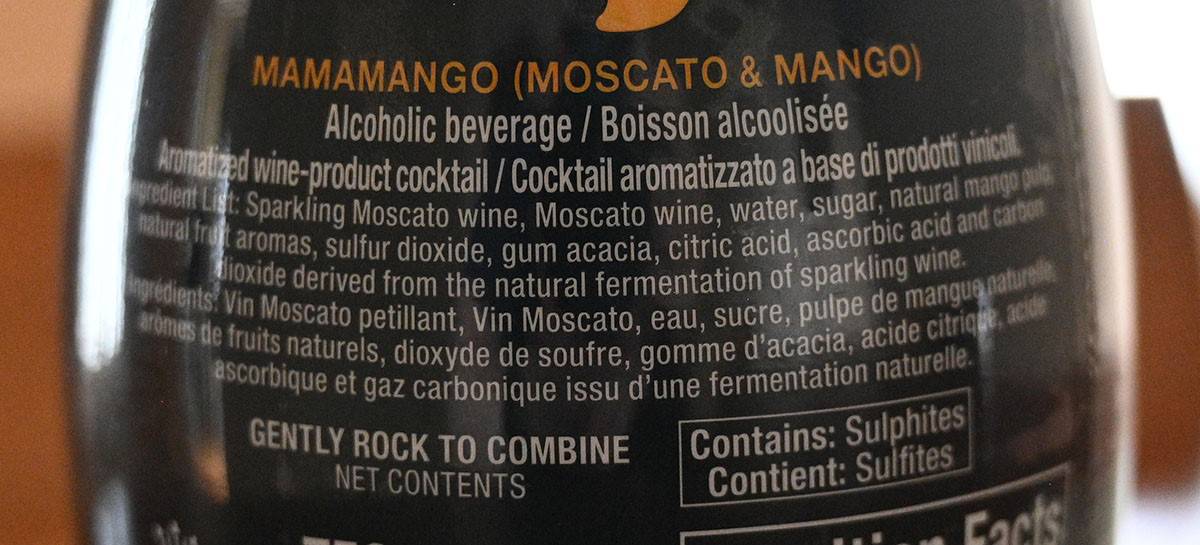 MAMAMANGO (MOSCATO & MANGO)
Alcoholic beverage / Boisson alcoolisée
Aromatized wine-product cocktail / Cocktail aromatizzato a base di prodotti vinicoli.
Ingredient List: Sparkling Moscato wine, Moscato wine, water, sugar, natural mango pulp,
natural fruit aromas, sulfur dioxide, gum acacia, citric acid, ascorbic acid and carbon
dioxide derived from the natural fermentation of sparkling wine.
Ingrédients: Vin Moscato petillant, Vin Moscato, eau, sucre, pulpe de mangue naturelle,
arômes de fruits naturels, dioxyde de soufre, gomme d'acacia, acide citrique, acide
ascorbique et gaz carbonique issu d'une fermentation naturelle.
GENTLY ROCK TO COMBINE
NET CONTENTS
Contains: Sulphites
Contient: Sulfites
Facts